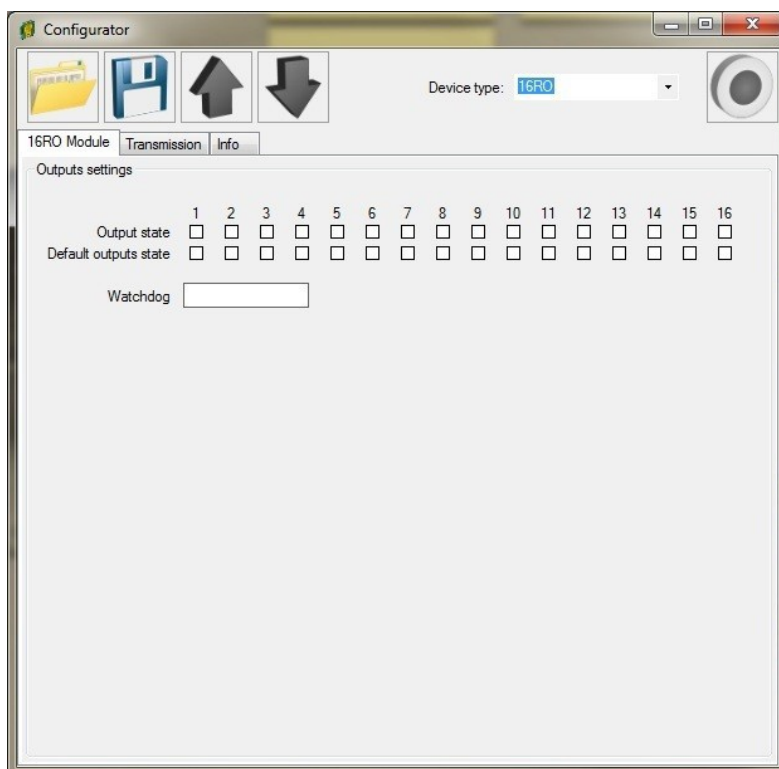 Configurator
Device type: 16RO
16RO Module Transmission Info
Outputs settings
1 2 3 4 5 6 7 8 9 10 11 12 13 14 15 16
Output state
Default outputs state
Watchdog